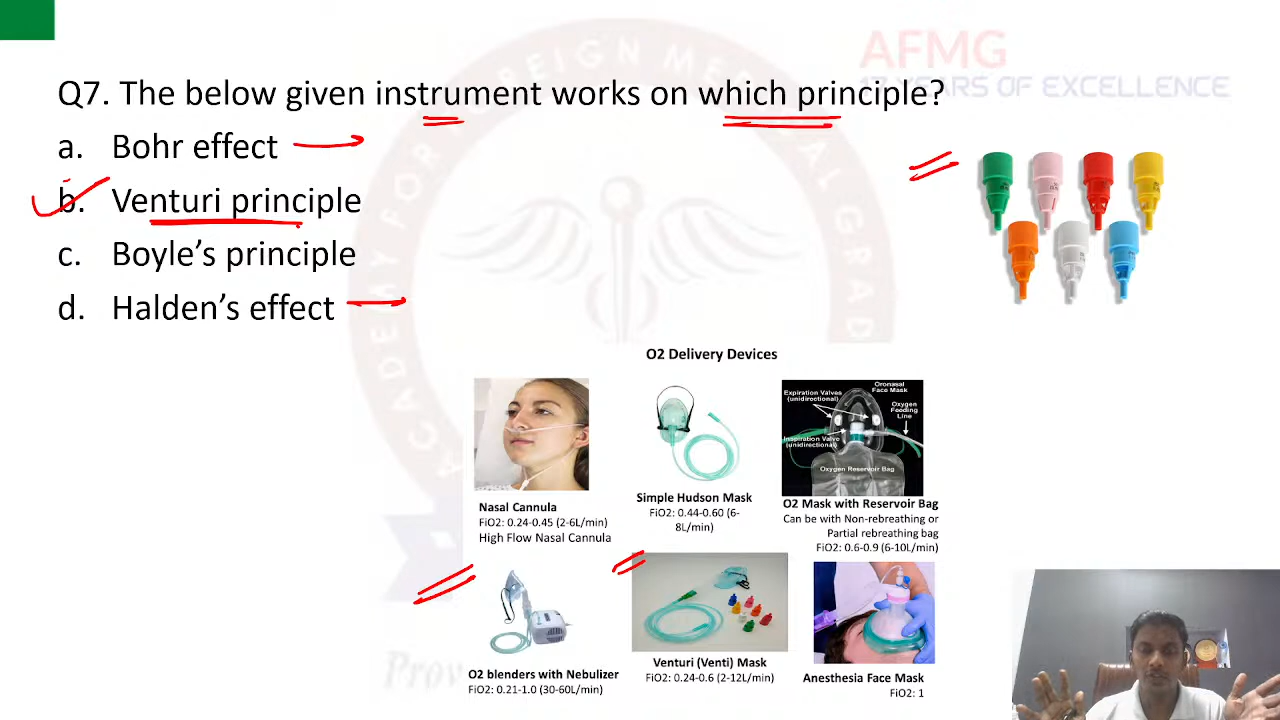 AFMG
17 YEARS OF EXCELLENCE
Q7. The below given instrument works on which principle?
a. Bohr effect
b. Venturi principle
c. Boyle's principle
d. Halden's effect
O2 Delivery Devices
Nasal Cannula
FiO2: 0.24-0.45 (2-6L/min)
High Flow Nasal Cannula
Simple Hudson Mask
FiO2: 0.44-0.60 (6-
8L/min)
Expiration Valves
(unidirectional)
Oronasal
Face Mask
Oxygen
Feeding
Line
Inspiration Valve
(unidirectional)
Oxygen Reservoir Bag
O2 Mask with Reservoir Bag
Can be with Non-rebreathing or
Partial rebreathing bag
FiO2: 0.6-0.9 (6-10L/min)
O2 blenders with Nebulizer
FiO2: 0.21-1.0 (30-60L/min)
Venturi (Venti) Mask
FiO2: 0.24-0.6 (2-12L/min)
Anesthesia Face Mask
FiO2: 1
ACADEMY FOR FOREIGN MEDICAL GRAD